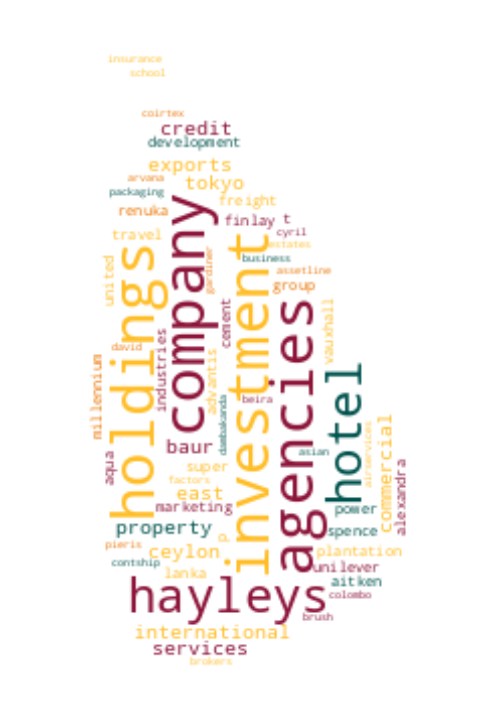 insurance
school
coirtex
credit
development
exports
arvana
tokyo
packaging
freight
renuka
finlay
t
cyril
travel
estates
company
holdings
investment
gardiner
business
united
assetline
group
agencies
cement
vauxhall
industries
david
advantis
millennium
hotel
dambakanda
beira
commercial
airservices
baur
asian
aqua
super
alexandra
factors
east
marketing
power
property
spence
p
pieris
ceylon
plantation
contship
unilever
lanka
aitken
hayleys
colombo
brush
international
services
brokers